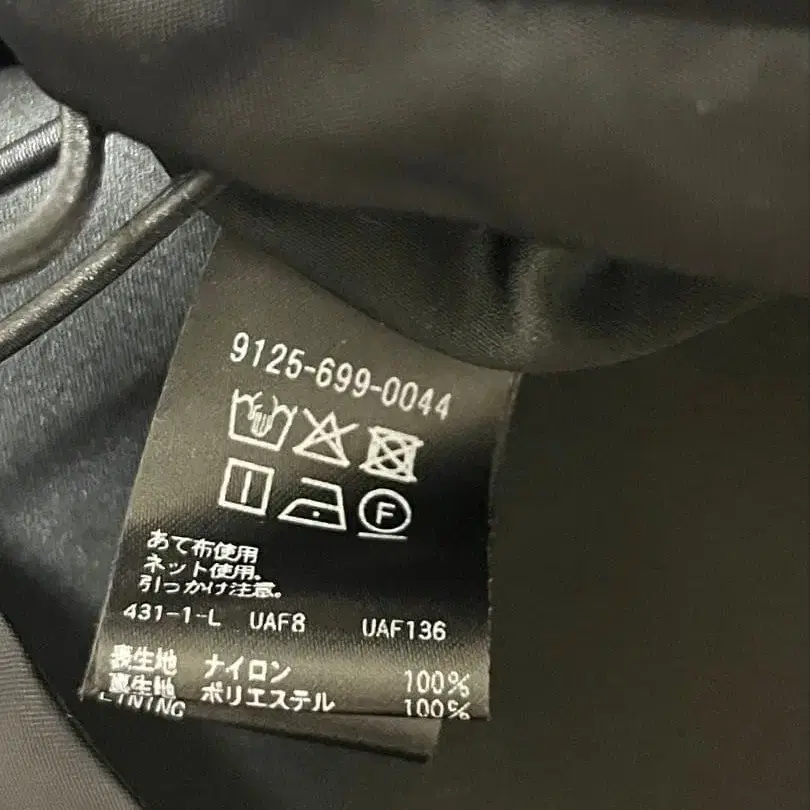 9125-699-0044
F
あて布使用
ネット使用。
引っかけ注意。
431-1-L UAF8 UAF136
表生地 ナイロン 100%
裏生地 ポリエステル 100%
LINING